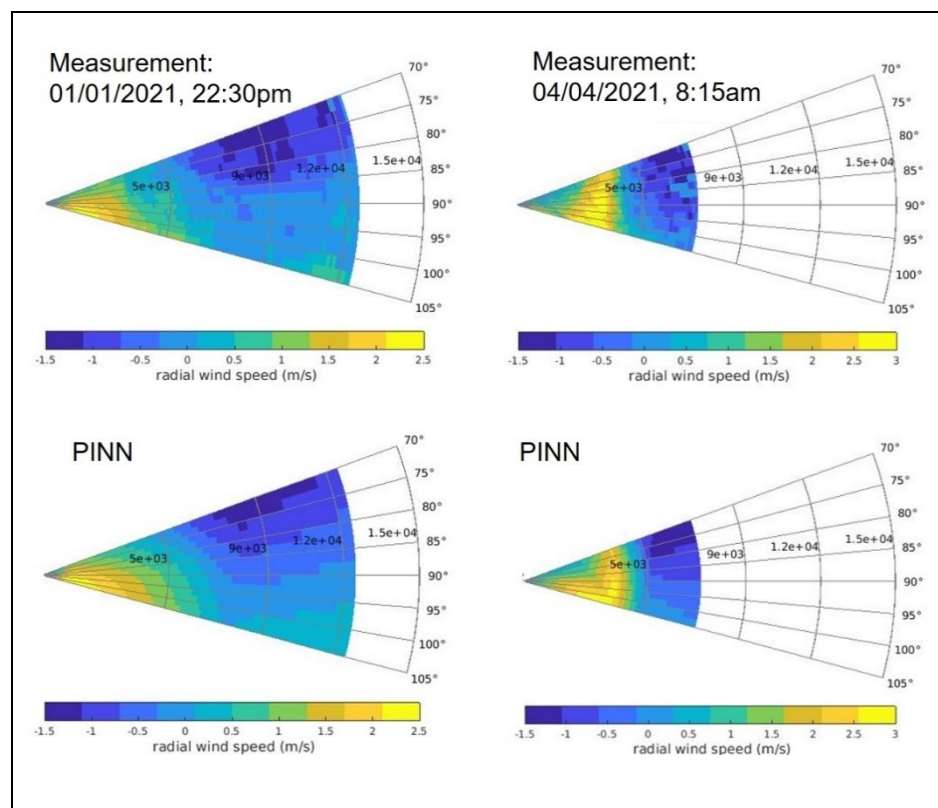 Measurement:
01/01/2021, 22:30pm
70°
75°
80°
85°
90°
95°
100°
105°
5e+03
9e+03
1.2e+04
1.5e+04
-1.5 -1 -0.5 0 0.5 1 1.5 2 2.5
radial wind speed (m/s)
Measurement:
04/04/2021, 8:15am
70°
75°
80°
85°
90°
95°
100°
105°
5e+03
9e+03
1.2e+04
1.5e+04
-1.5 -1 -0.5 0 0.5 1 1.5 2 2.5 3
radial wind speed (m/s)
PINN
70°
75°
80°
85°
90°
95°
100°
105°
5e+03
9e+03
1.2e+04
1.5e+04
-1.5 -1 -0.5 0 0.5 1 1.5 2 2.5
radial wind speed (m/s)
PINN
70°
75°
80°
85°
90°
95°
100°
105°
5e+03
9e+03
1.2e+04
1.5e+04
-1.5 -1 -0.5 0 0.5 1 1.5 2 2.5 3
radial wind speed (m/s)